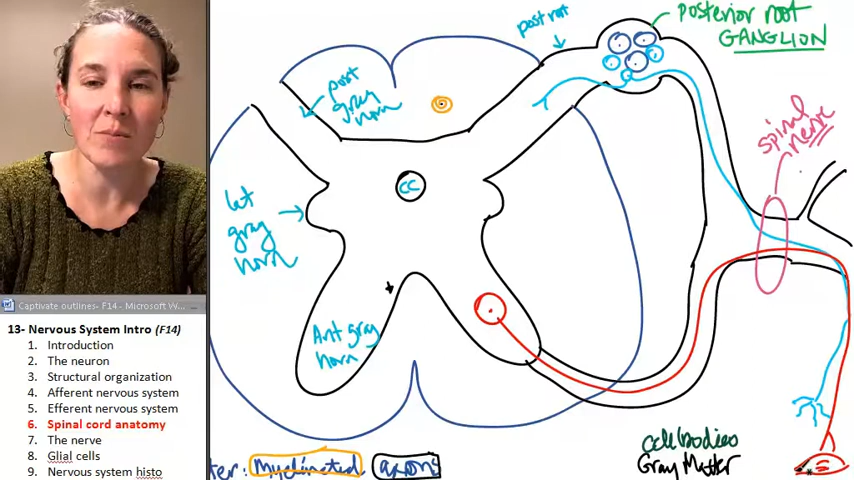 post root
Posterior root
GANGLION
post
gray
horn
spinal
nerve
CC
lat
gray
horn
Captivate outlines- F14 - Microsoft W...
13- Nervous System Intro (F14)
1. Introduction
2. The neuron
3. Structural organization
4. Afferent nervous system
5. Efferent nervous system
6. Spinal cord anatomy
7. The nerve
8. Glial cells
9. Nervous system histo
Ant gray
horn
cell bodies
Gray Matter
ter: Myelinated axons